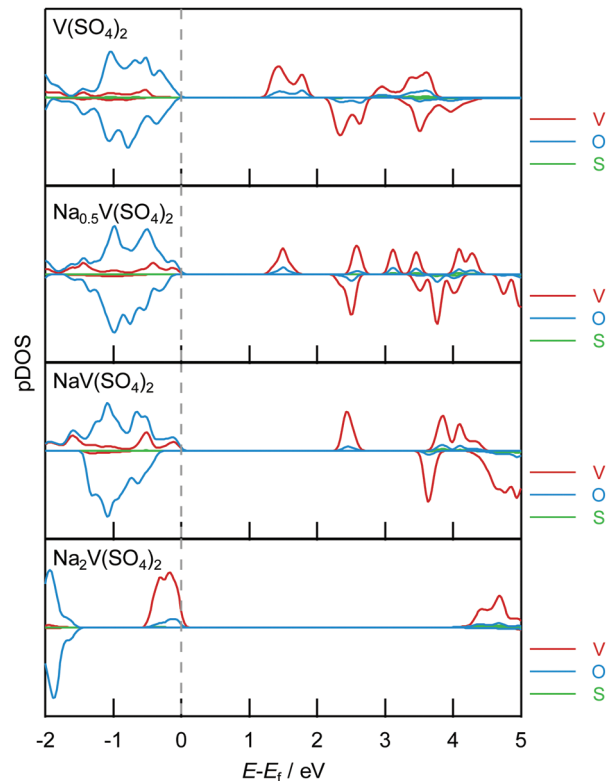 V(SO₄)₂
V
O
S
Na₀.₅V(SO₄)₂
V
O
S
pDOS
NaV(SO₄)₂
V
O
S
Na₂V(SO₄)₂
V
O
S
-2 -1 0 1 2 3 4 5
E-E_f / eV